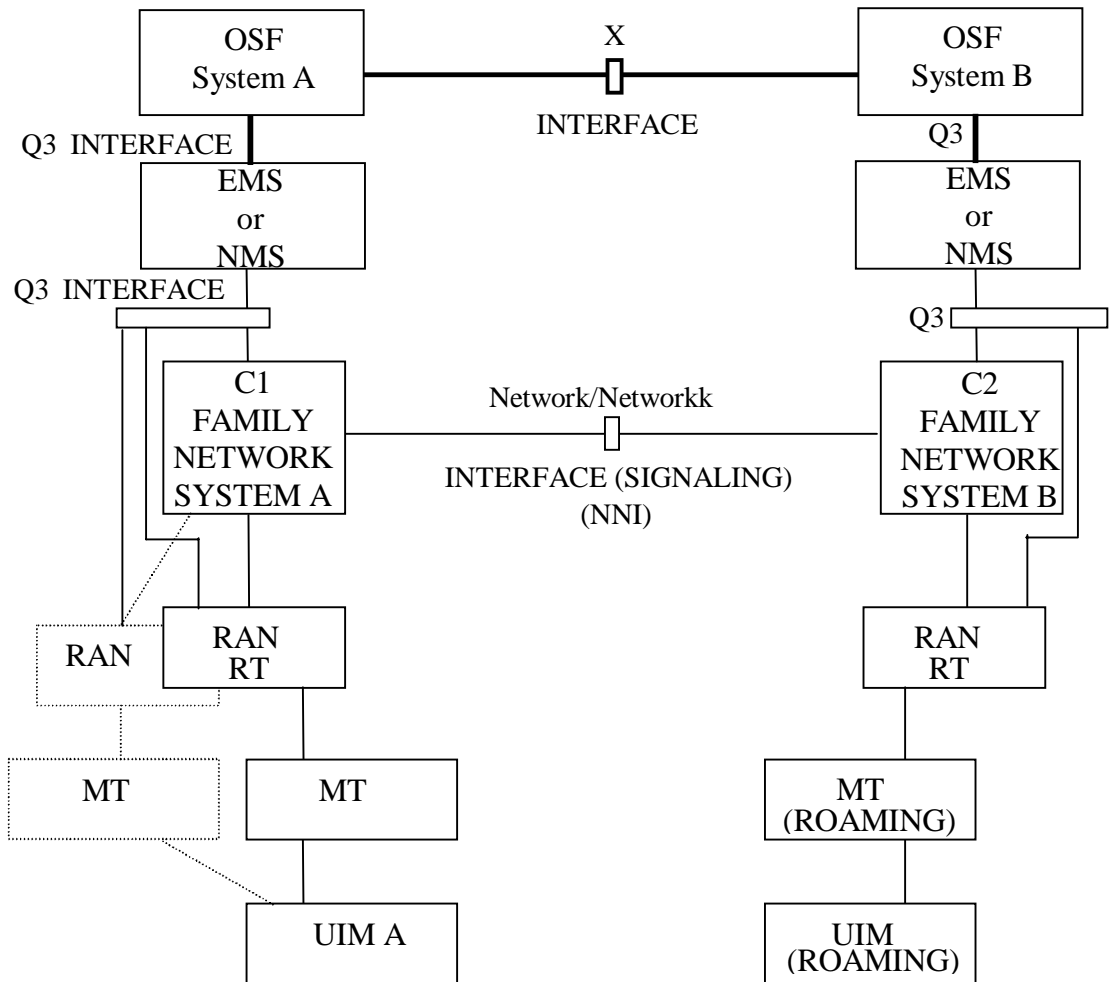 OSF
System A
X
OSF
System B
INTERFACE
Q3 INTERFACE
Q3
EMS
or
NMS
EMS
or
NMS
Q3 INTERFACE
Q3
C1
FAMILY
NETWORK
SYSTEM A
Network/Networkk
INTERFACE (SIGNALING)
(NNI)
C2
FAMILY
NETWORK
SYSTEM B
RAN
RAN
RT
RAN
RT
MT
MT
MT
(ROAMING)
UIM A
UIM
(ROAMING)